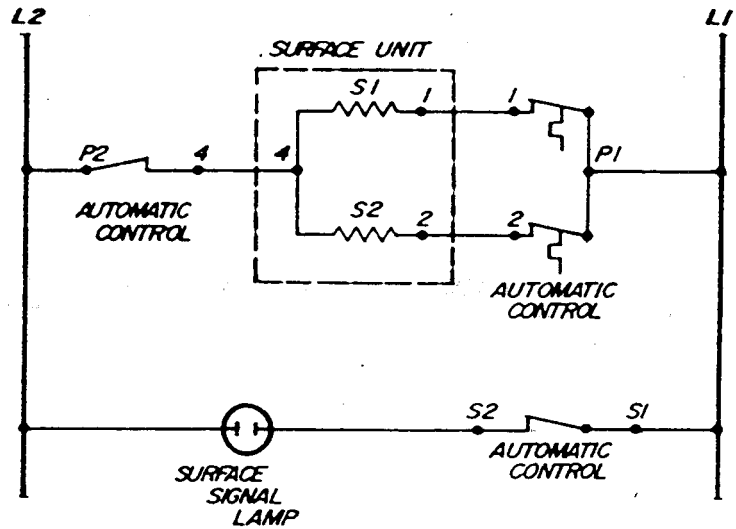 L2
L1
SURFACE UNIT
S1
1
1
P2
4
4
P1
AUTOMATIC
CONTROL
S2
2
2
AUTOMATIC
CONTROL
S2
S1
AUTOMATIC
CONTROL
SURFACE
SIGNAL
LAMP